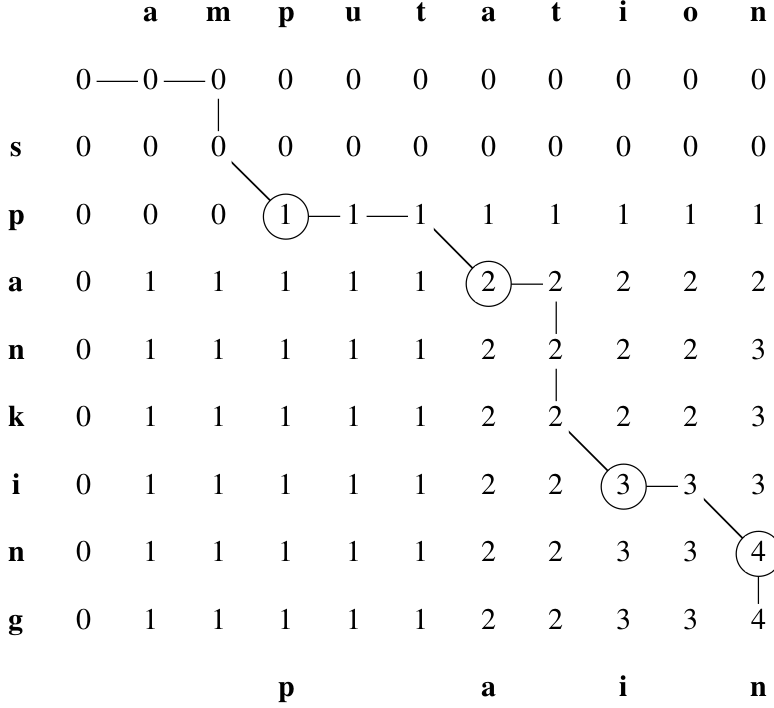 a m p u t a t i o n
0 0 0 0 0 0 0 0 0 0 0
s 0 0 0 0 0 0 0 0 0 0 0
p 0 0 0 1 1 1 1 1 1 1 1
a 0 1 1 1 1 1 2 2 2 2 2
n 0 1 1 1 1 1 2 2 2 2 3
k 0 1 1 1 1 1 2 2 2 2 3
i 0 1 1 1 1 1 2 2 3 3 3
n 0 1 1 1 1 1 2 2 3 3 4
g 0 1 1 1 1 1 2 2 3 3 4
p a i n